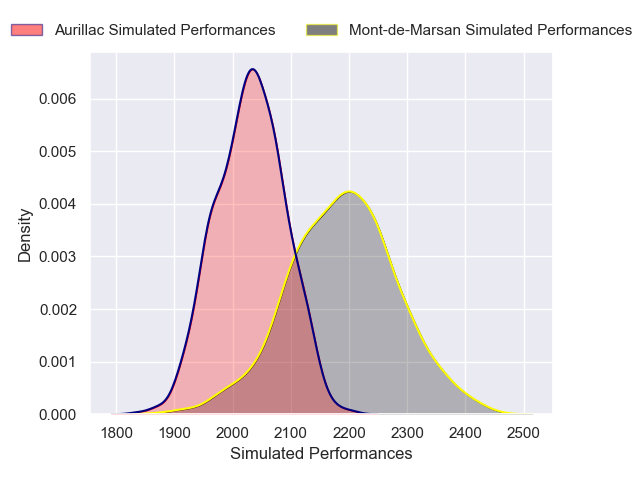 Aurillac Simulated Performances
Mont-de-Marsan Simulated Performances
0.006
0.005
0.004
0.003
0.002
0.001
0.000
Density
1800 1900 2000 2100 2200 2300 2400 2500
Simulated Performances